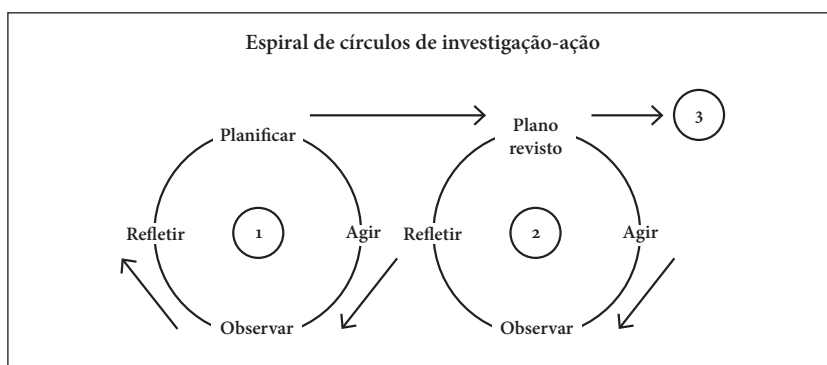 Espiral de círculos de investigação-ação
Planificar
Plano
revisto
3
Refletir
1
Agir
Refletir
2
Agir
Observar
Observar